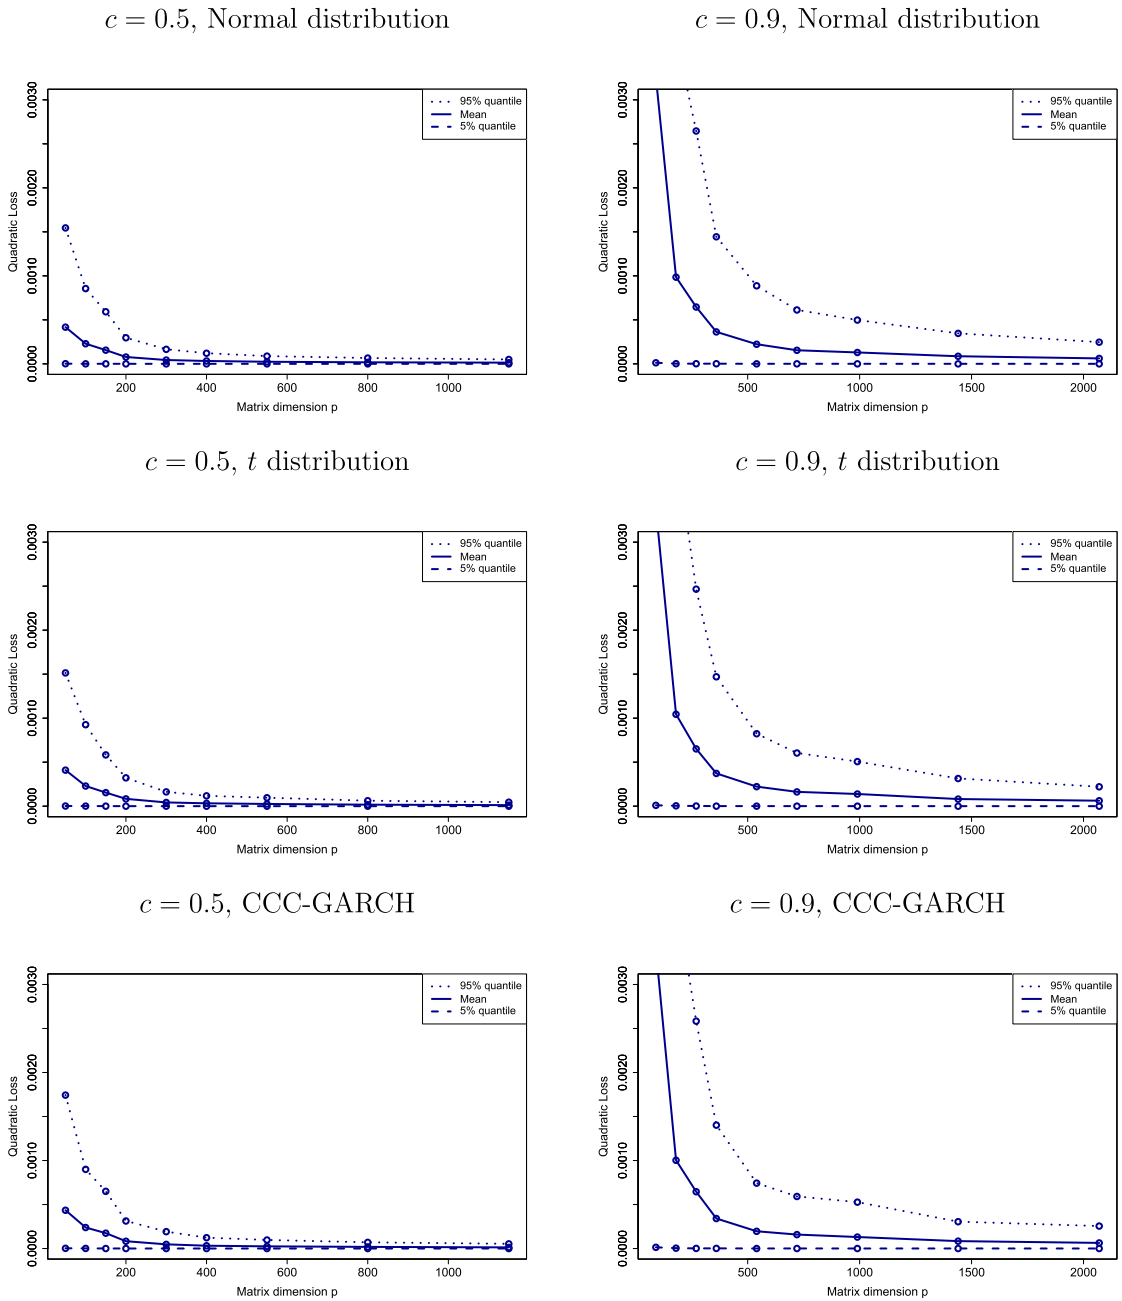 c = 0.5, Normal distribution
0.0000 0.0010 0.0020 0.0030
Quadratic Loss
95% quantile
Mean
5% quantile
200 400 600 800 1000
Matrix dimension p
c = 0.9, Normal distribution
0.0000 0.0010 0.0020 0.0030
Quadratic Loss
95% quantile
Mean
5% quantile
500 1000 1500 2000
Matrix dimension p
c = 0.5, t distribution
0.0000 0.0010 0.0020 0.0030
Quadratic Loss
95% quantile
Mean
5% quantile
200 400 600 800 1000
Matrix dimension p
c = 0.9, t distribution
0.0000 0.0010 0.0020 0.0030
Quadratic Loss
95% quantile
Mean
5% quantile
500 1000 1500 2000
Matrix dimension p
c = 0.5, CCC-GARCH
0.0000 0.0010 0.0020 0.0030
Quadratic Loss
95% quantile
Mean
5% quantile
200 400 600 800 1000
Matrix dimension p
c = 0.9, CCC-GARCH
0.0000 0.0010 0.0020 0.0030
Quadratic Loss
95% quantile
Mean
5% quantile
500 1000 1500 2000
Matrix dimension p